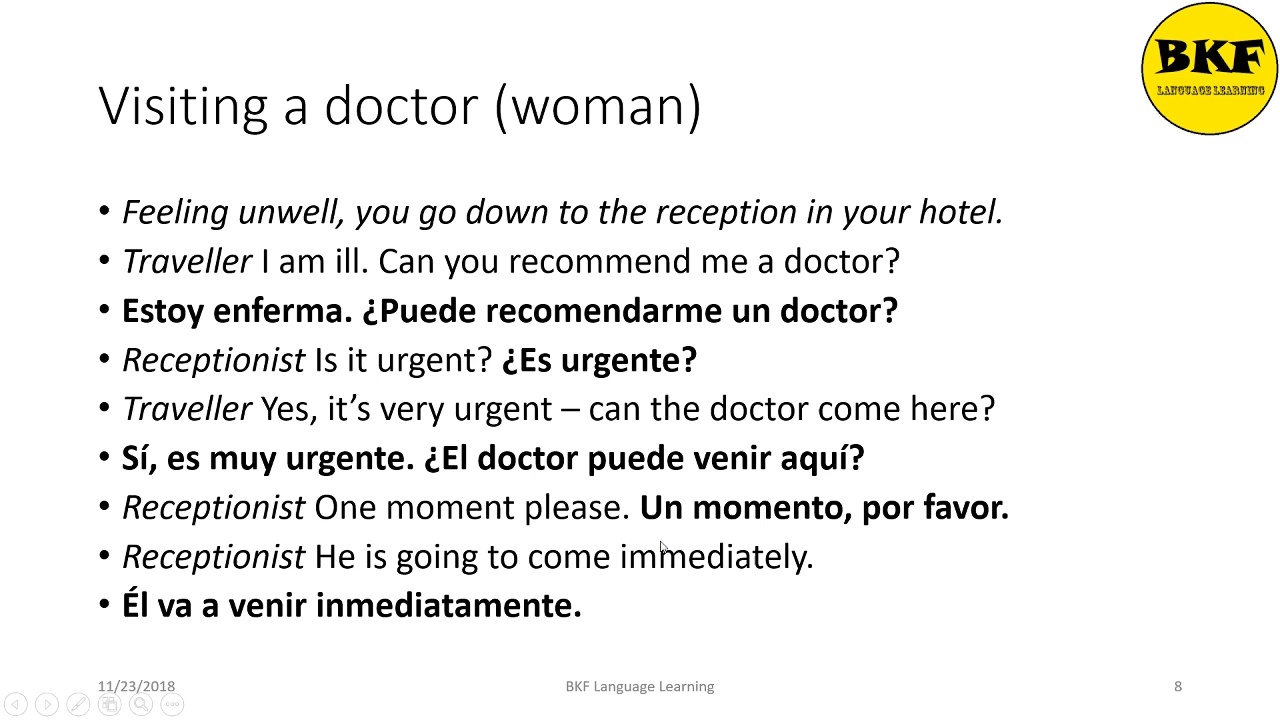 BKF
LANGUAGE LEARNING
Visiting a doctor (woman)
• Feeling unwell, you go down to the reception in your hotel.
• Traveller I am ill. Can you recommend me a doctor?
• Estoy enferma. ¿Puede recomendarme un doctor?
• Receptionist Is it urgent? ¿Es urgente?
• Traveller Yes, it’s very urgent – can the doctor come here?
• Sí, es muy urgente. ¿El doctor puede venir aquí?
• Receptionist One moment please. Un momento, por favor.
• Receptionist He is going to come immediately.
• Él va a venir inmediatamente.
11/23/2018
BKF Language Learning
8